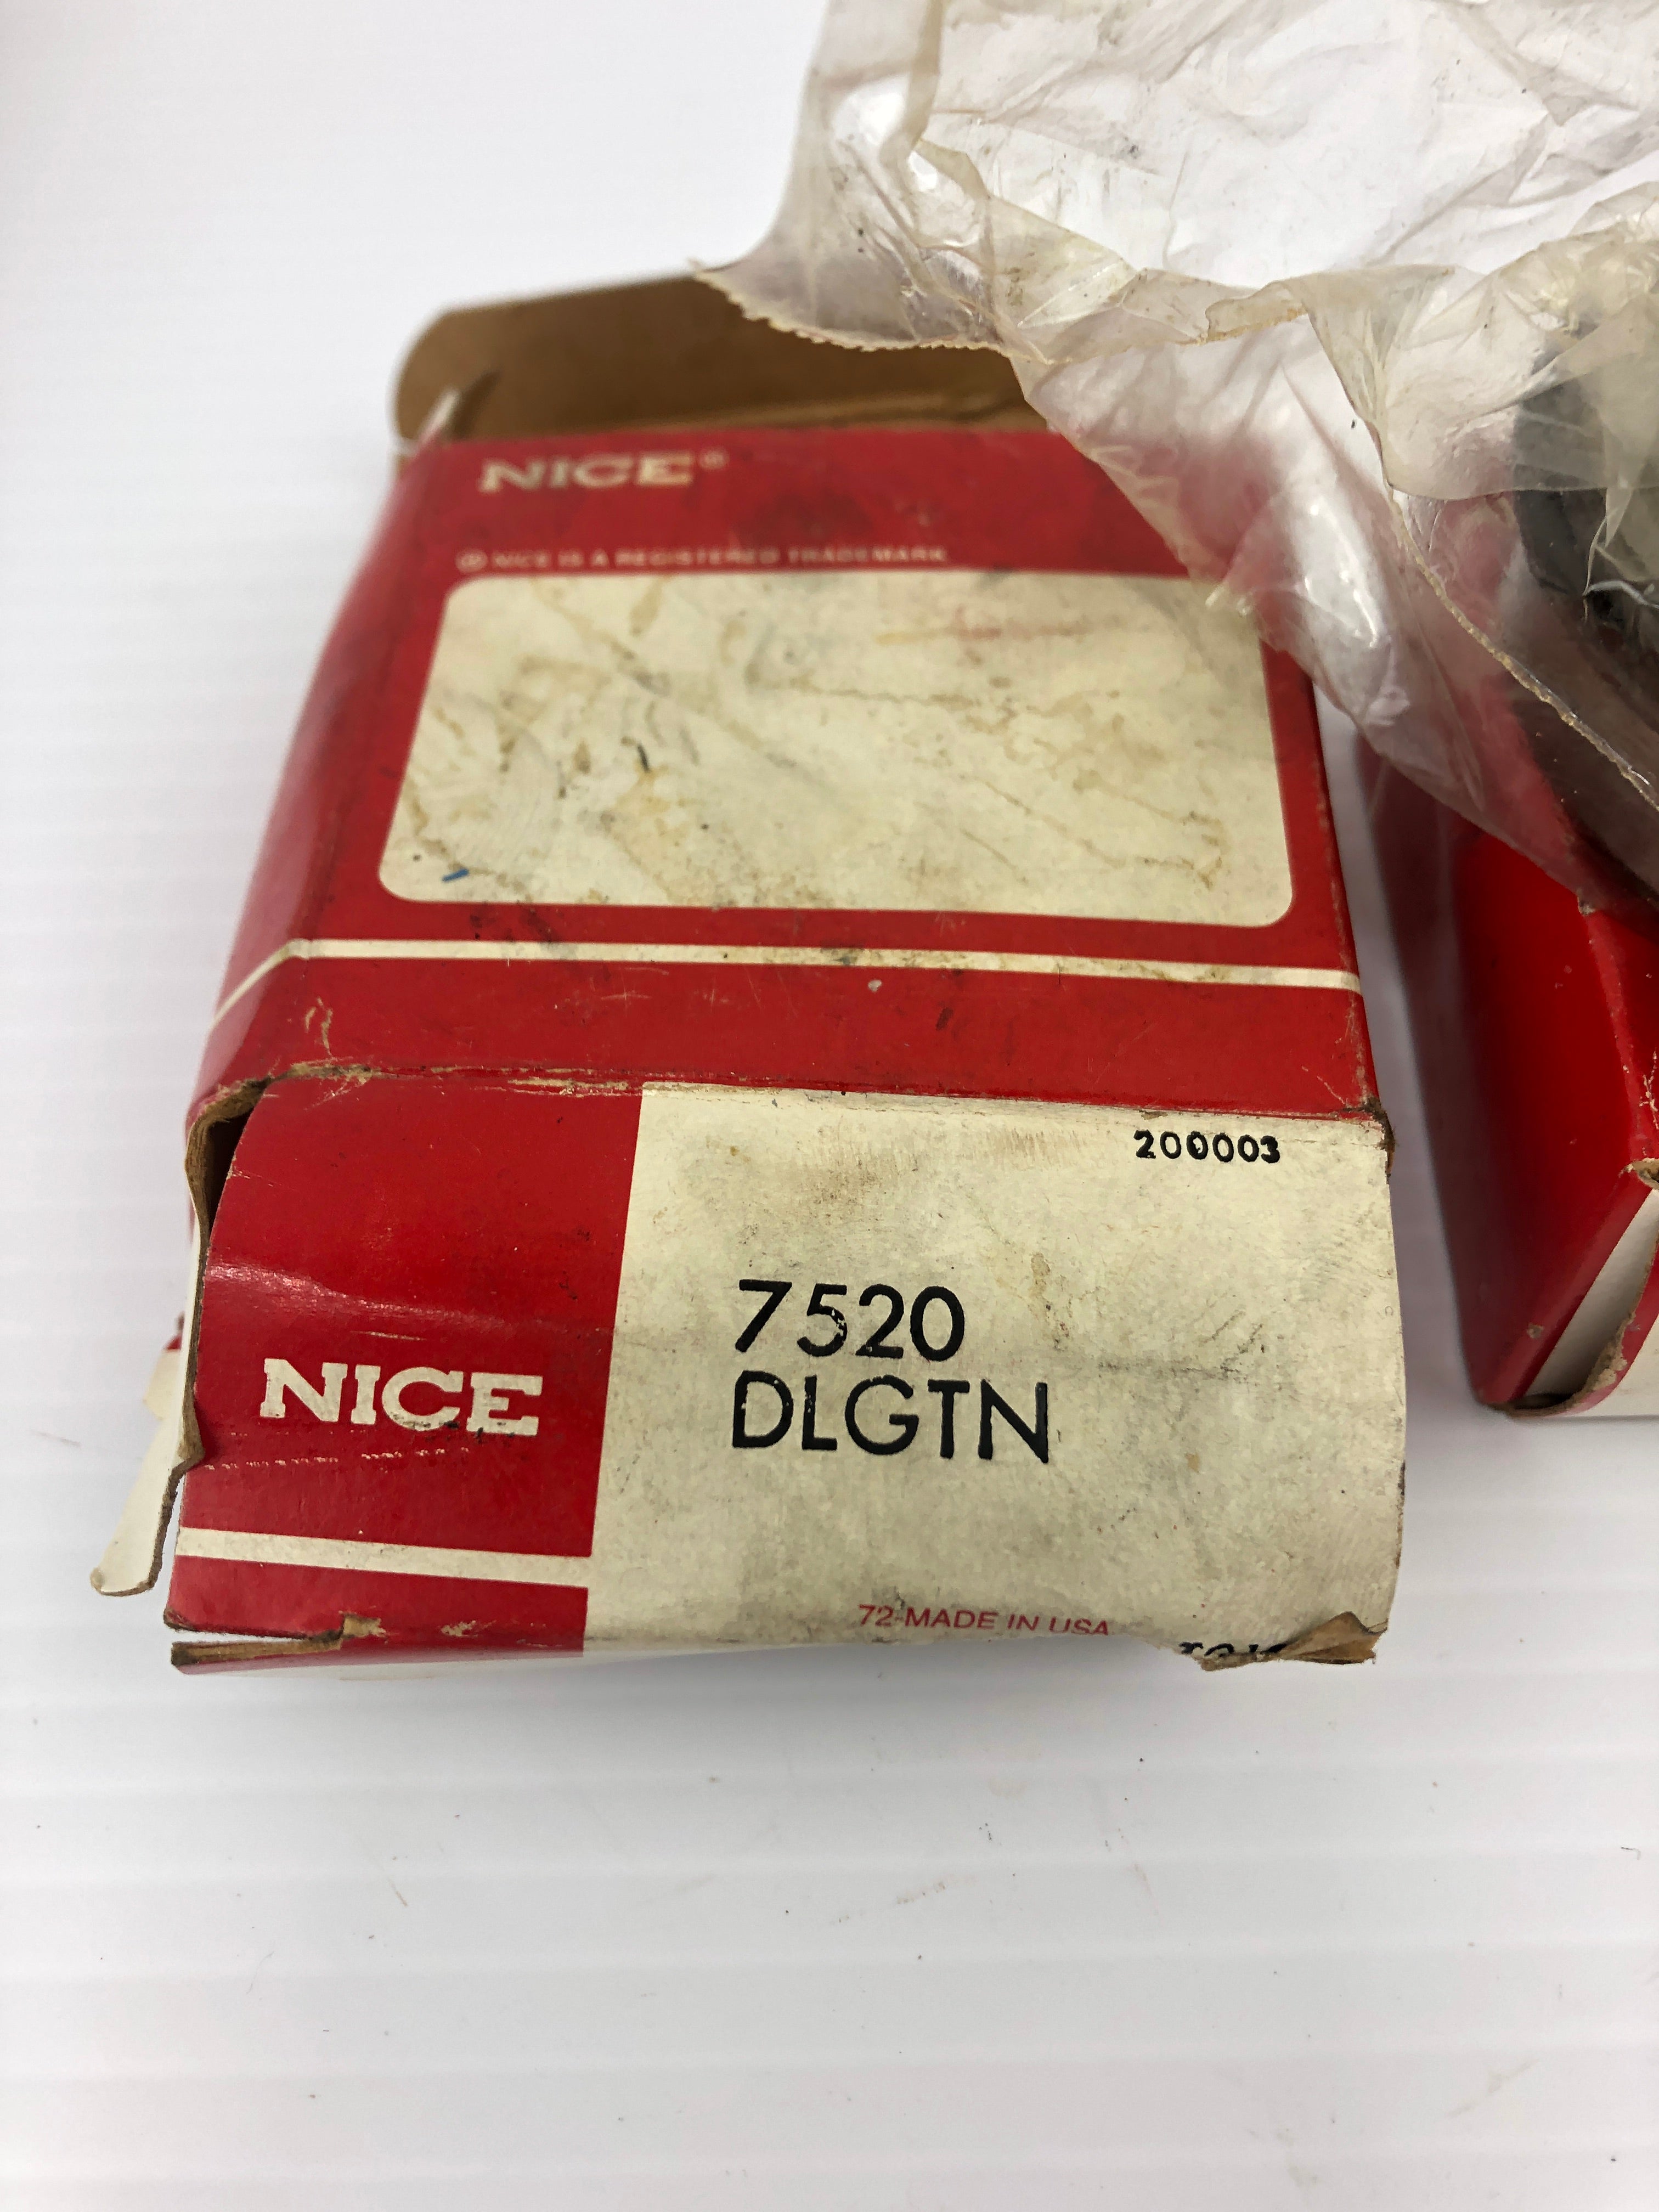 NICE®
® NICE IS A REGISTERED TRADEMARK
200003
7520
DLGTN
NICE
72-MADE IN USA